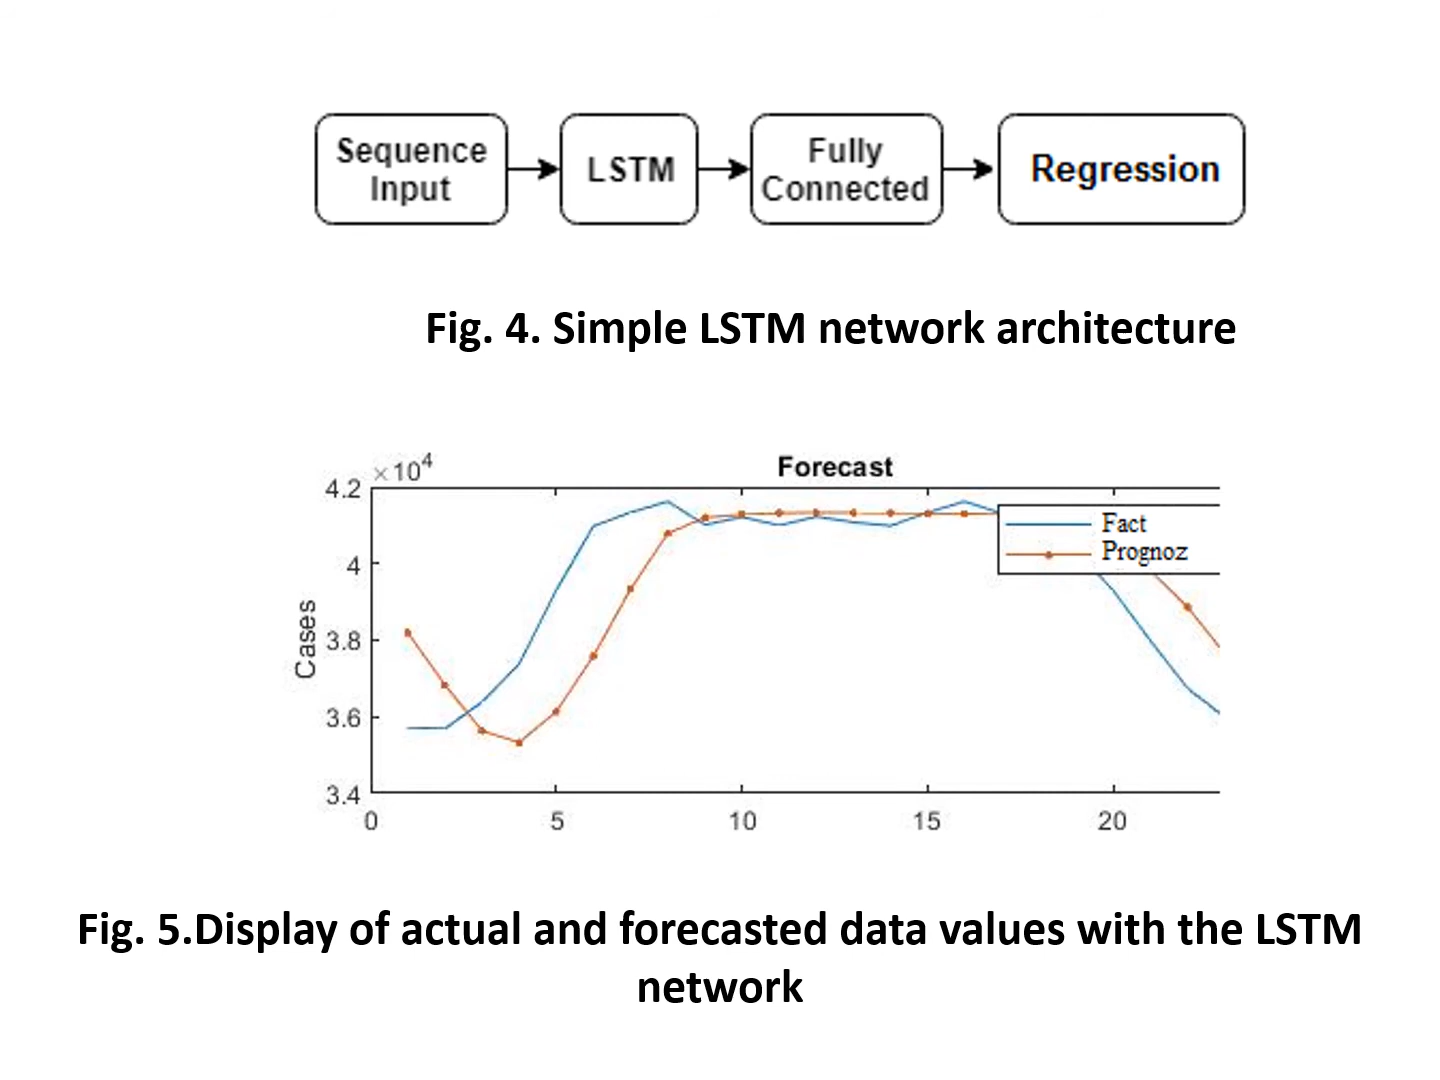 Sequence
Input
LSTM
Fully
Connected
Regression
Fig. 4. Simple LSTM network architecture
×10⁴
Forecast
4.2
4
3.8
3.6
3.4
Cases
Fact
Prognoz
0 5 10 15 20
Fig. 5.Display of actual and forecasted data values with the LSTM
network